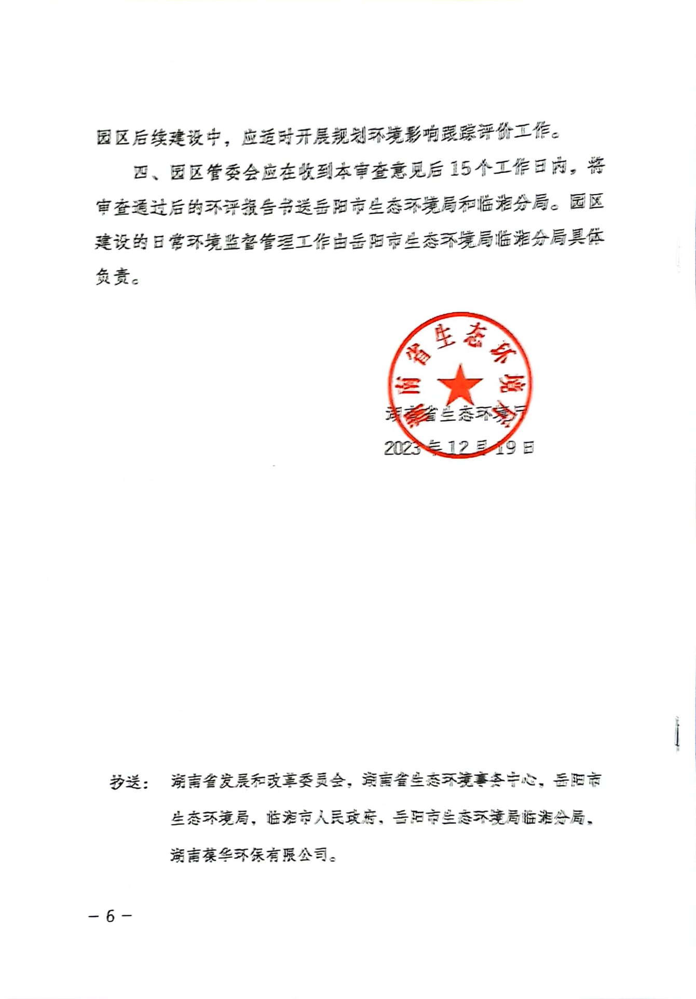 园区后续建设中，应适时开展规划环境影响跟踪评价工作。
四、园区管委会应在收到本审查意见后15个工作日内，将
审查通过后的环评报告书送岳阳市生态环境局和临湘分局。园区
建设的日常环境监督管理工作由岳阳市生态环境局临湘分局具体
负责。
湖南省生态环境厅
湖南省生态环境厅
2023年12月19日
抄送：湖南省发展和改革委员会，湖南省生态环境事务中心，岳阳市
生态环境局，临湘市人民政府，岳阳市生态环境局临湘分局，
湖南葆华环保有限公司。
－6－